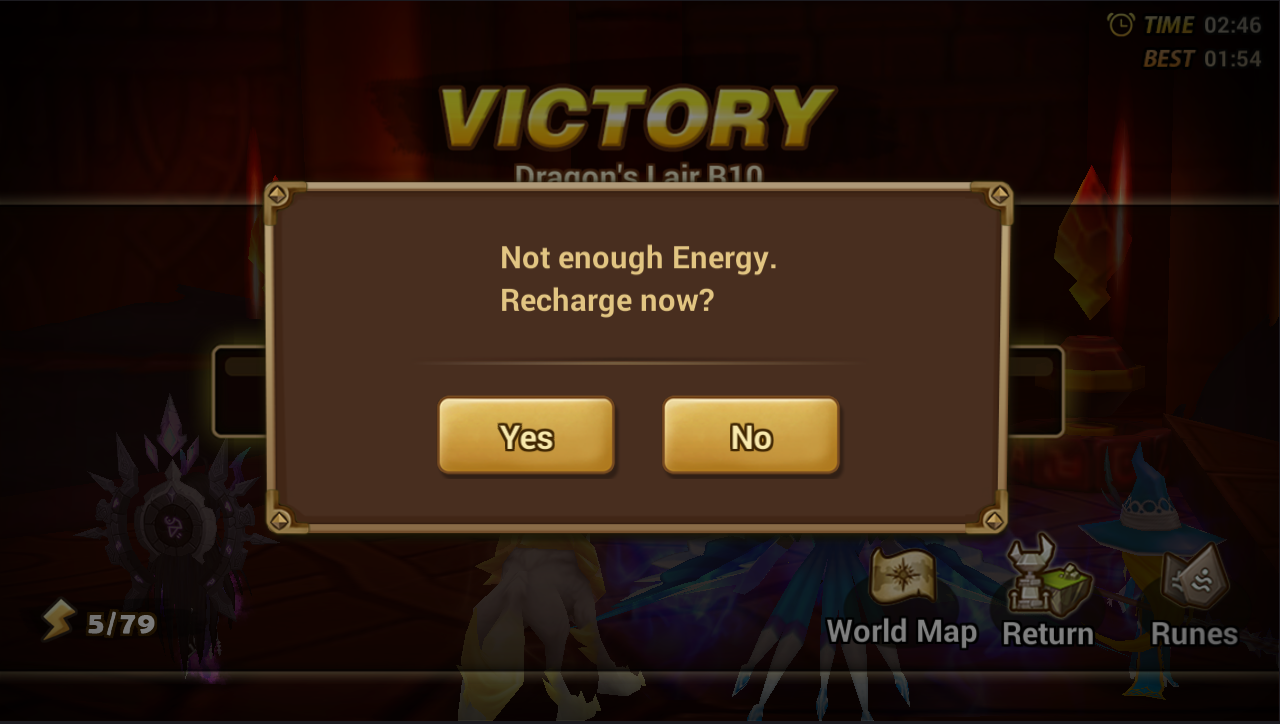 TIME 02:46
BEST 01:54
VICTORY
Dragon's Lair B10
Not enough Energy.
Recharge now?
Yes
No
5/79
World Map
Return
Runes